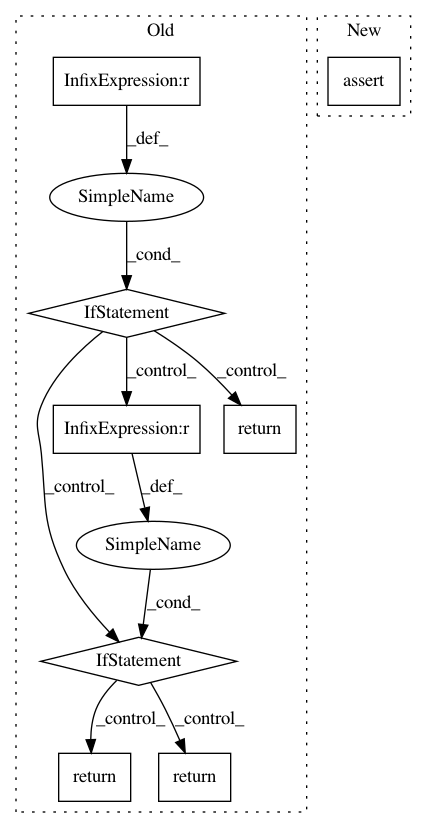 Old
New
InfixExpression:r
assert
_def_
SimpleName
_cond_
IfStatement
_control_
_control_
InfixExpression:r
return
_control_
_def_
SimpleName
_cond_
IfStatement
_control_
_control_
return
return